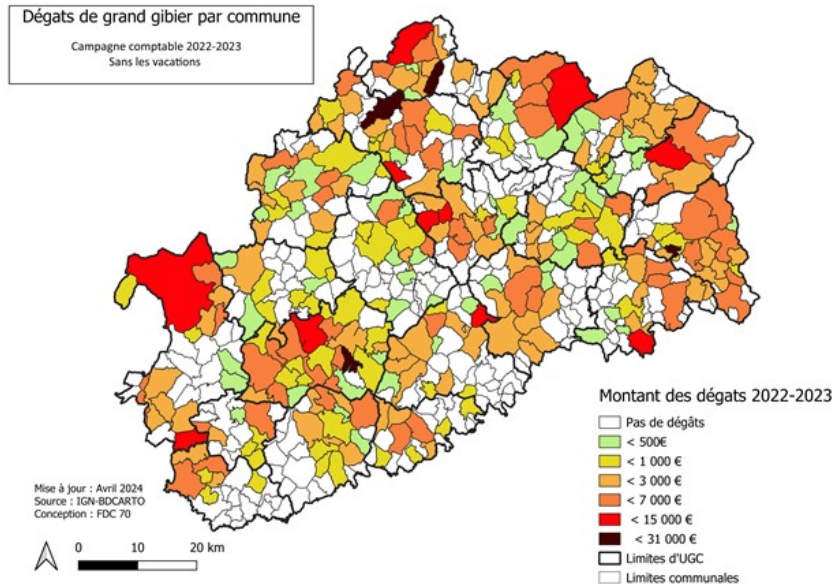 Dégats de grand gibier par commune
Campagne comptable 2022-2023
Sans les vacations
Montant des dégats 2022-2023
Pas de dégâts
< 500€
< 1 000 €
< 3 000 €
< 7 000 €
< 15 000 €
< 31 000 €
Limites d'UGC
Limites communales
Mise à jour : Avril 2024
Source : IGN-BDCARTO
Conception : FDC 70
0 10 20 km